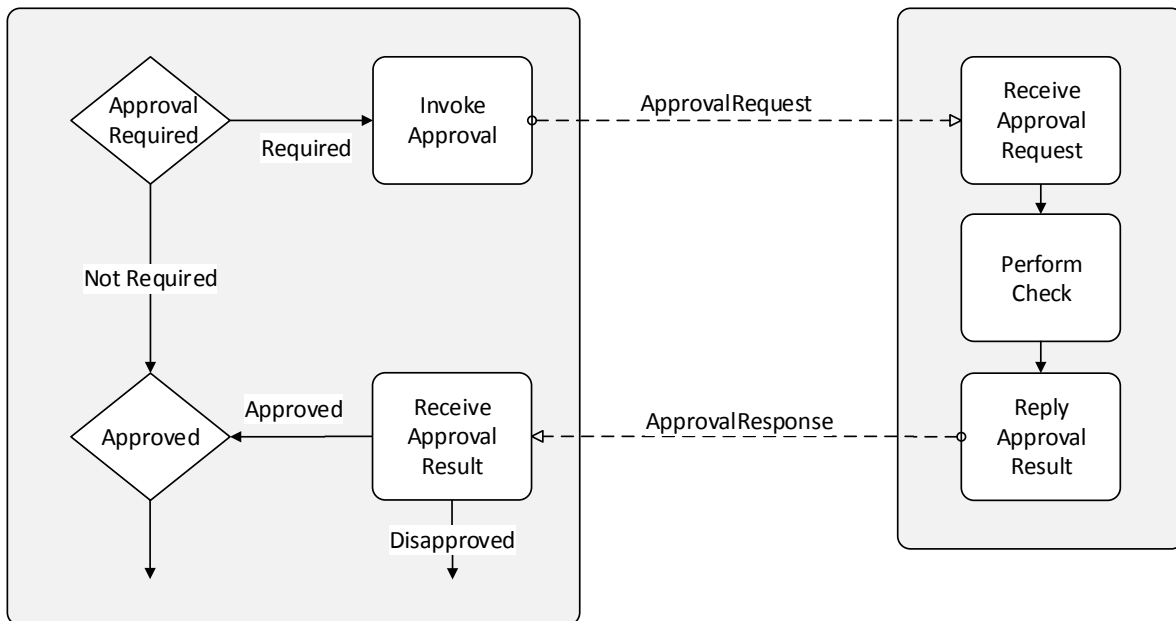 Approval
Required
Required
Invoke
Approval
ApprovalRequest
Receive
Approval
Request
Not Required
Perform
Check
Approved
Approved
Receive
Approval
Result
Disapproved
ApprovalResponse
Reply
Approval
Result